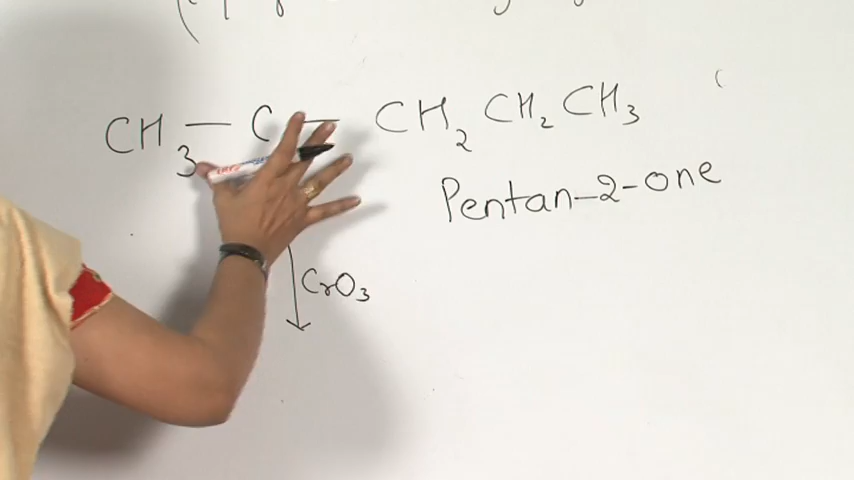 CH3 — C — CH2 CH2 CH3
Pentan-2-one
CrO3